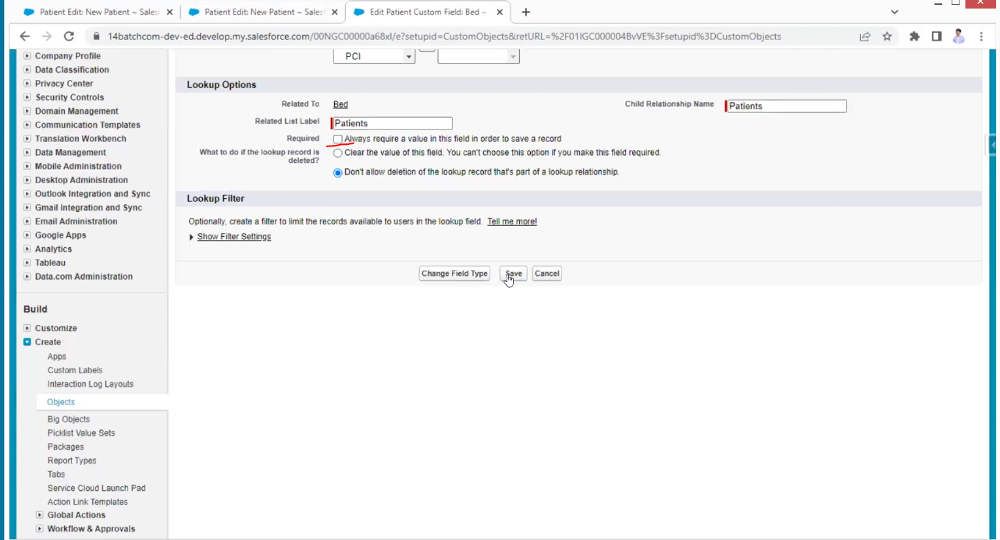 Patient Edit: New Patient ~ Sales
Patient Edit: New Patient ~ Sales
Edit Patient Custom Field: Bed ~
14batchcom-dev-ed.develop.my.salesforce.com/00NGC00000a68xl/e?setupid=CustomObjects&retURL=%2F01IGC000004BvVE%3Fsetupid%3DCustomObjects
Company Profile
Data Classification
Privacy Center
Security Controls
Domain Management
Communication Templates
Translation Workbench
Data Management
Mobile Administration
Desktop Administration
Outlook Integration and Sync
Gmail Integration and Sync
Email Administration
Google Apps
Analytics
Tableau
Data.com Administration
Build
Customize
Create
Apps
Custom Labels
Interaction Log Layouts
Objects
Big Objects
Picklist Value Sets
Packages
Report Types
Tabs
Service Cloud Launch Pad
Action Link Templates
Global Actions
Workflow & Approvals
PCI
Lookup Options
Related To Bed Child Relationship Name Patients
Related List Label Patients
Required Always require a value in this field in order to save a record
What to do if the lookup record is deleted? Clear the value of this field. You can't choose this option if you make this field required.
Don't allow deletion of the lookup record that's part of a lookup relationship.
Lookup Filter
Optionally, create a filter to limit the records available to users in the lookup field. Tell me more!
Show Filter Settings
Change Field Type Save Cancel